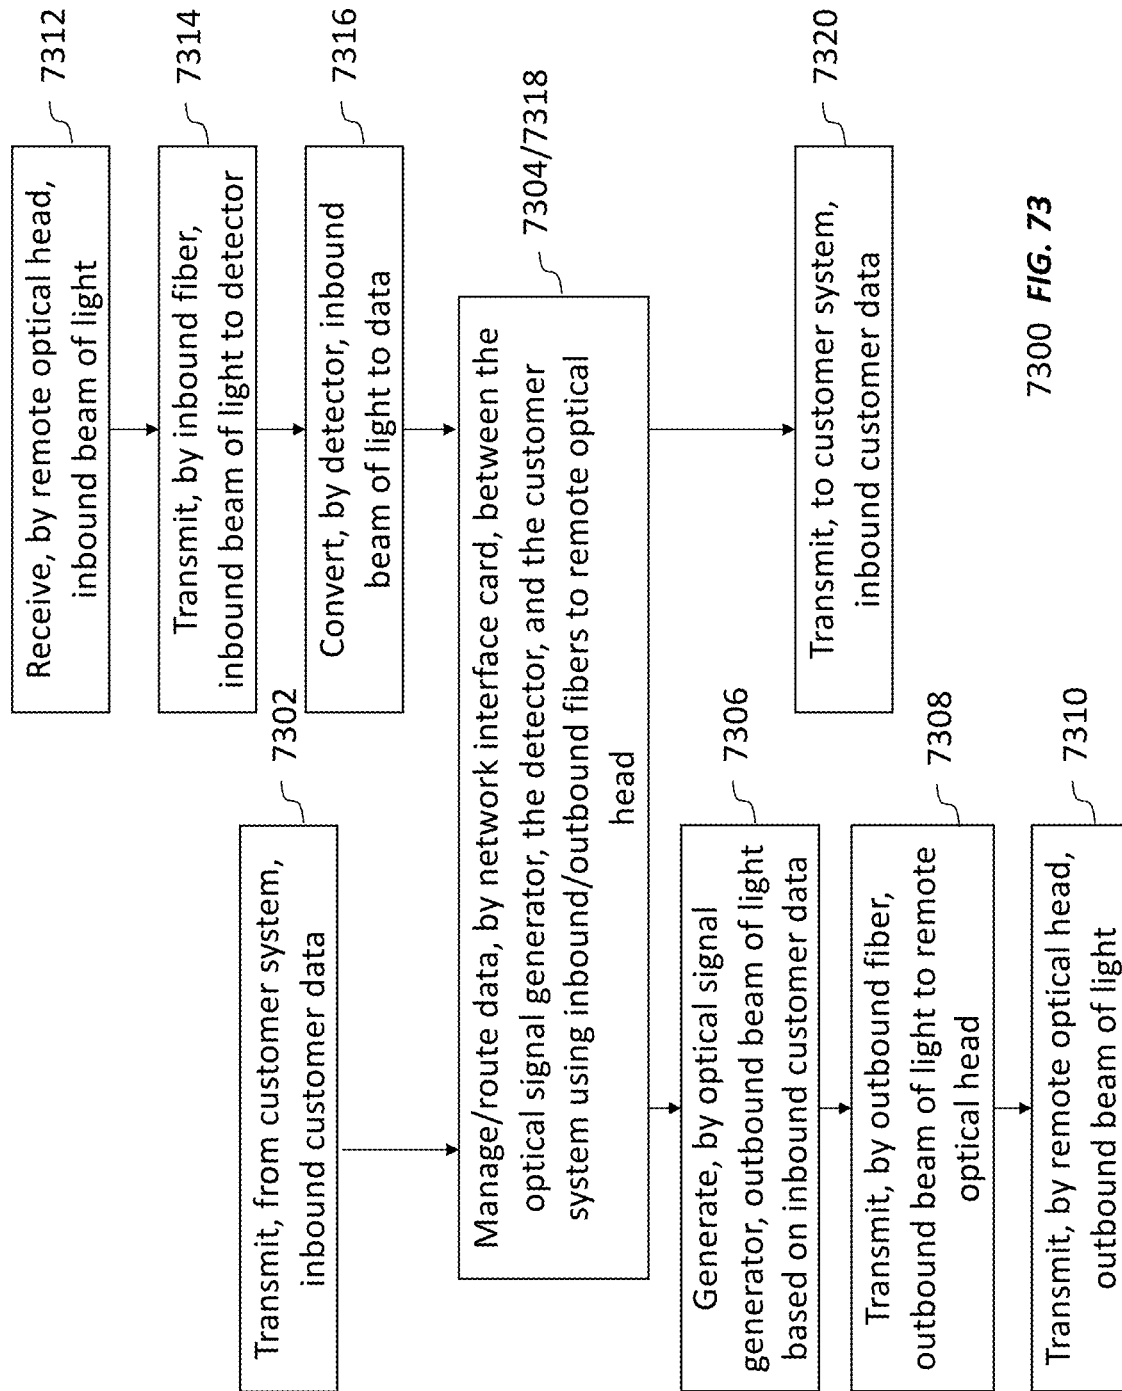 Receive, by remote optical head,
inbound beam of light
7312
Transmit, by inbound fiber,
inbound beam of light to detector
7314
Convert, by detector, inbound
beam of light to data
7316
Transmit, from customer system,
inbound customer data
7302
Manage/route data, by network interface card, between the
optical signal generator, the detector, and the customer
system using inbound/outbound fibers to remote optical
head
7304/7318
Generate, by optical signal
generator, outbound beam of light
based on inbound customer data
7306
Transmit, by outbound fiber,
outbound beam of light to remote
optical head
7308
Transmit, by remote optical head,
outbound beam of light
7310
Transmit, to customer system,
inbound customer data
7320
7300 FIG. 73